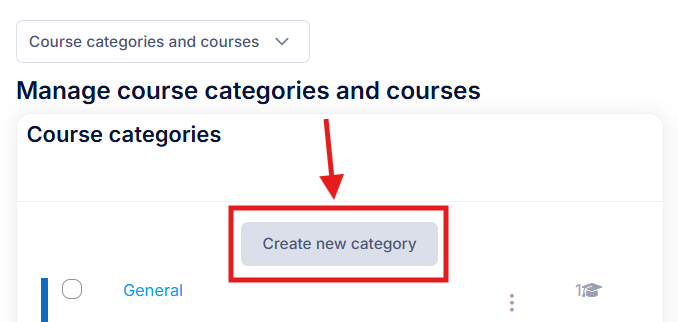 Course categories and courses
Manage course categories and courses
Course categories
Create new category
General
1